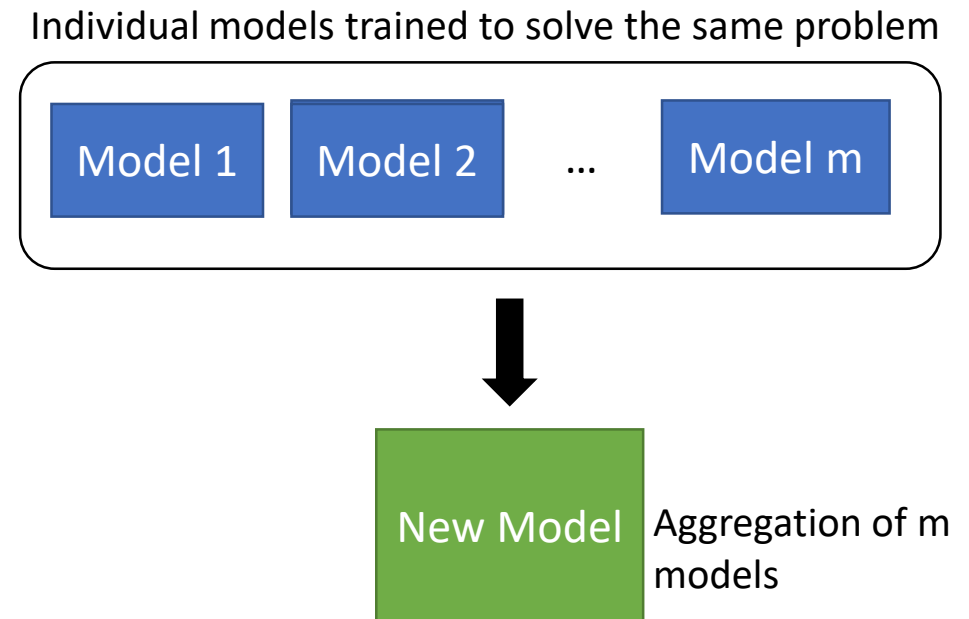 Individual models trained to solve the same problem
Model 1
Model 2
...
Model m
New Model
Aggregation of m
models